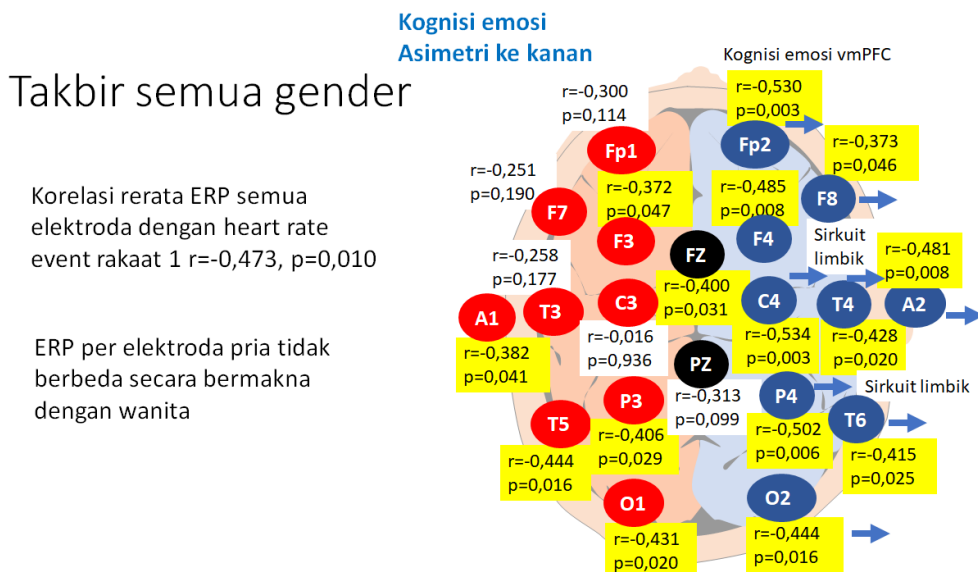 Kognisi emosi
Asimetri ke kanan
Takbir semua gender
Korelasi rerata ERP semua
elektroda dengan heart rate
event rakaat 1 r=-0,473, p=0,010
ERP per elektroda pria tidak
berbeda secara bermakna
dengan wanita
Kognisi emosi vmPFC
r=-0,300
p=0,114
Fp1
r=-0,530
p=0,003
Fp2
r=-0,373
p=0,046
F8
r=-0,251
p=0,190
F7
r=-0,372
p=0,047
F3
r=-0,485
p=0,008
F4
FZ
r=-0,400
p=0,031
Sirkuit
limbik
r=-0,258
p=0,177
T3
A1
r=-0,382
p=0,041
C3
r=-0,016
p=0,936
C4
r=-0,534
p=0,003
T4
r=-0,428
p=0,020
r=-0,481
p=0,008
A2
PZ
r=-0,313
p=0,099
Sirkuit limbik
P3
r=-0,406
p=0,029
P4
r=-0,502
p=0,006
T5
r=-0,444
p=0,016
T6
r=-0,415
p=0,025
O1
r=-0,431
p=0,020
O2
r=-0,444
p=0,016